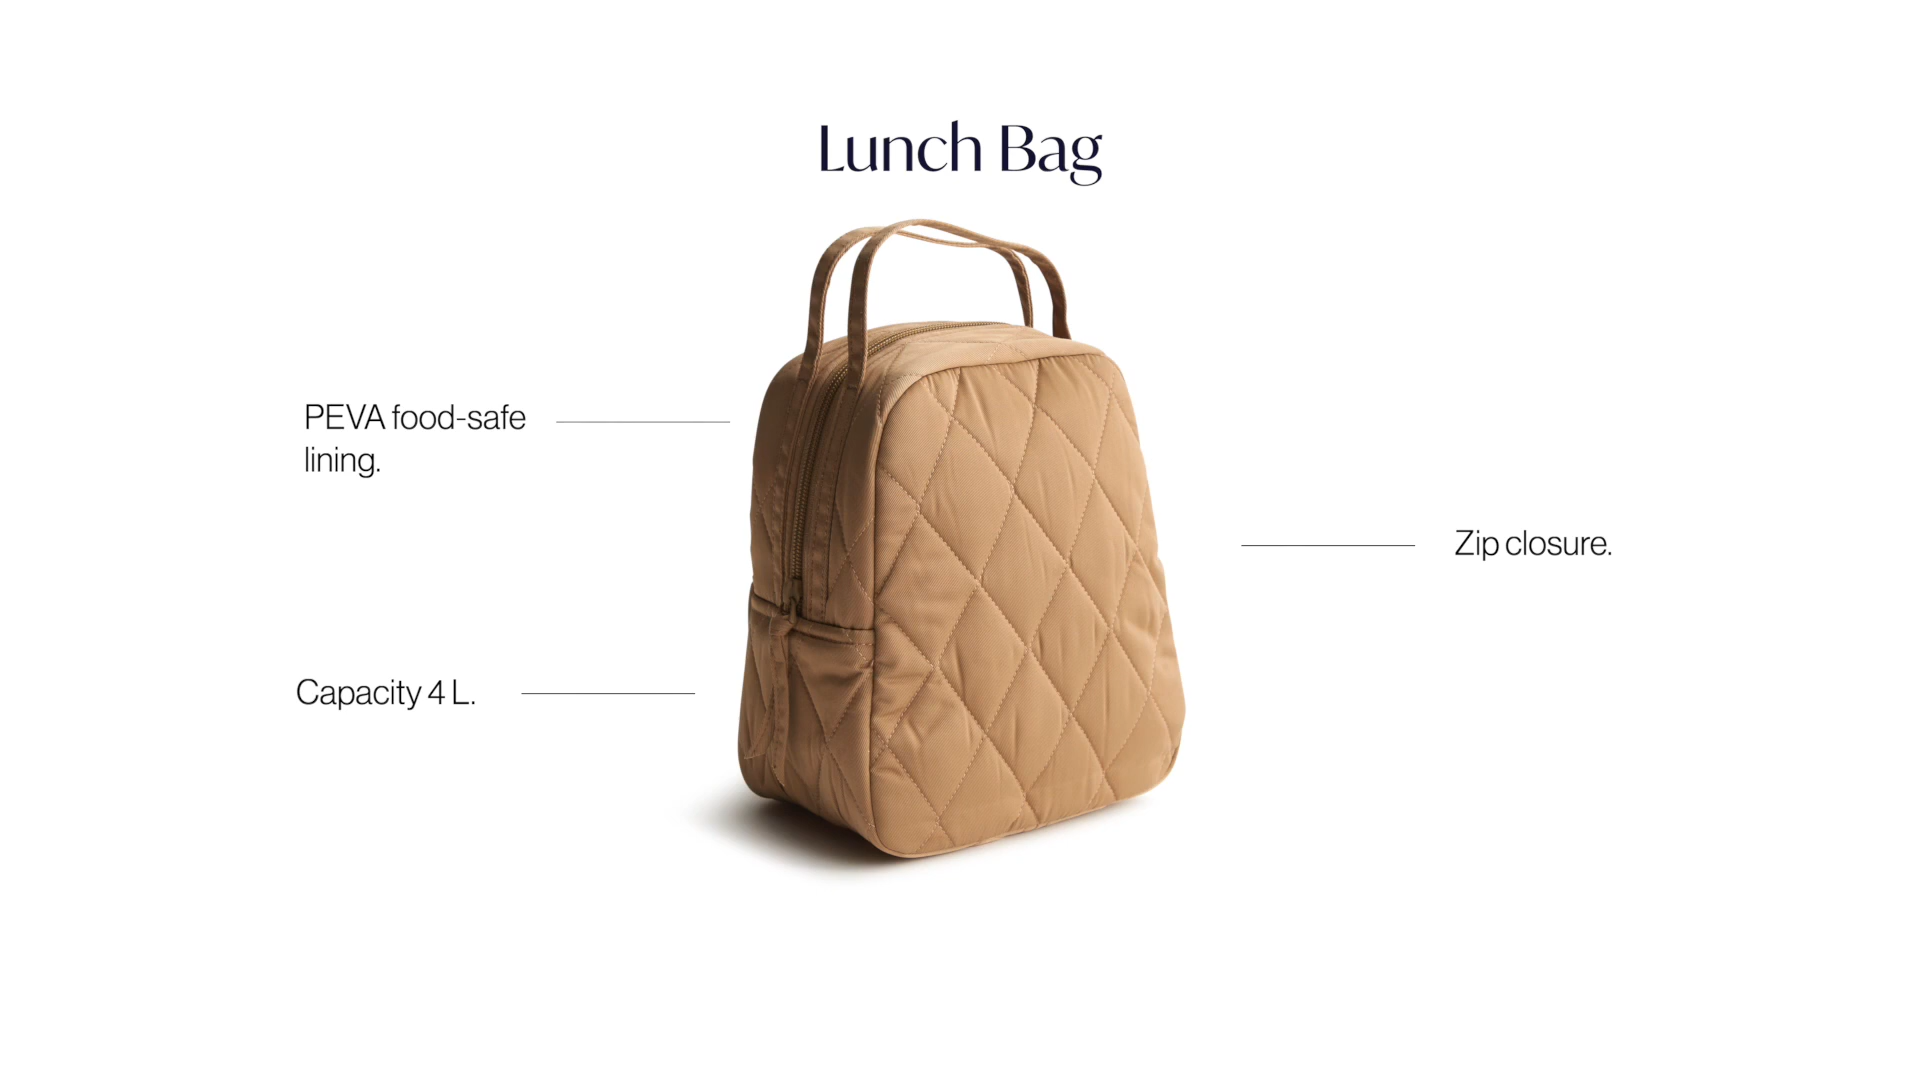 Lunch Bag
PEVA food-safe
lining.
Zip closure.
Capacity 4 L.